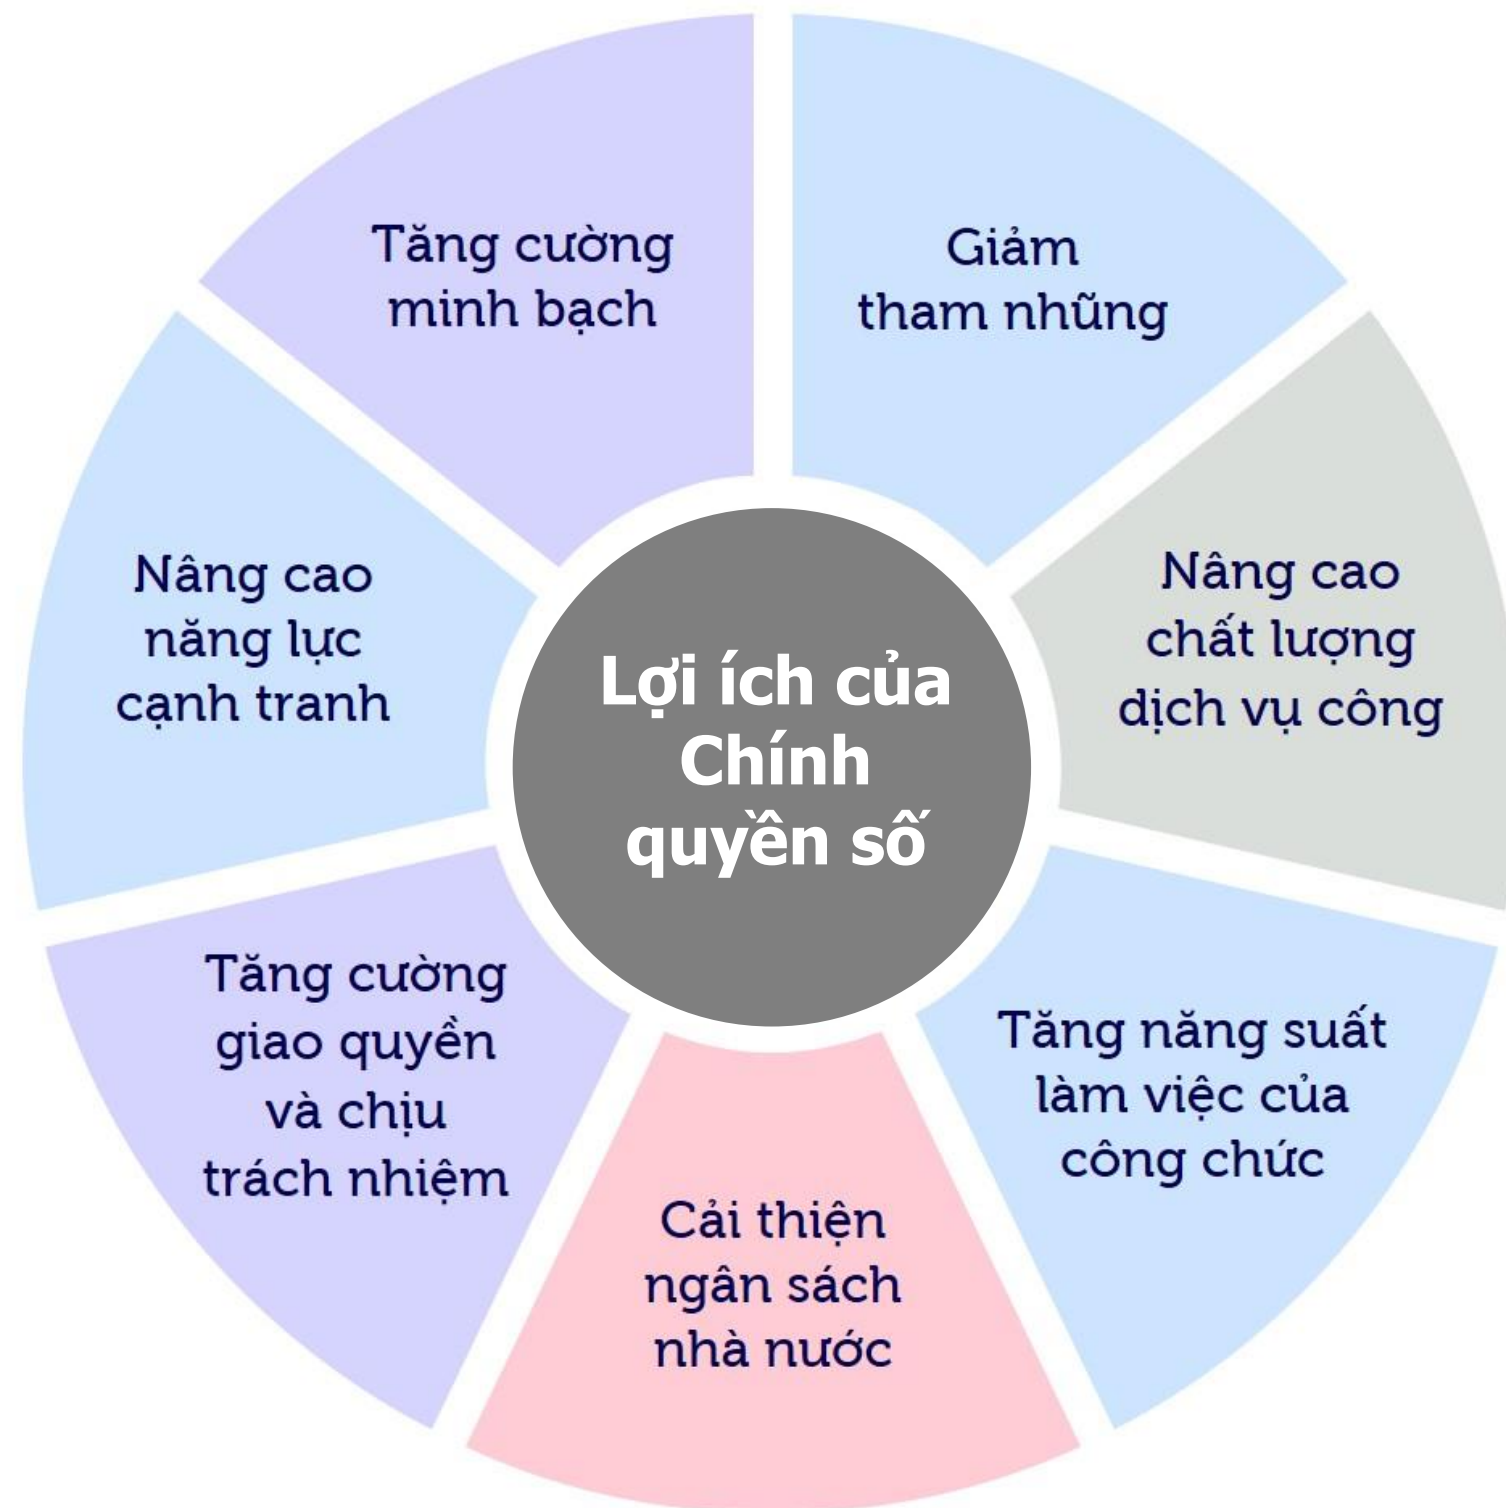 Tăng cường
minh bạch
Giảm
tham nhũng
Nâng cao
năng lực
cạnh tranh
Lợi ích của
Chính
quyền số
Nâng cao
chất lượng
dịch vụ công
Tăng cường
giao quyền
và chịu
trách nhiệm
Tăng năng suất
làm việc của
công chức
Cải thiện
ngân sách
nhà nước